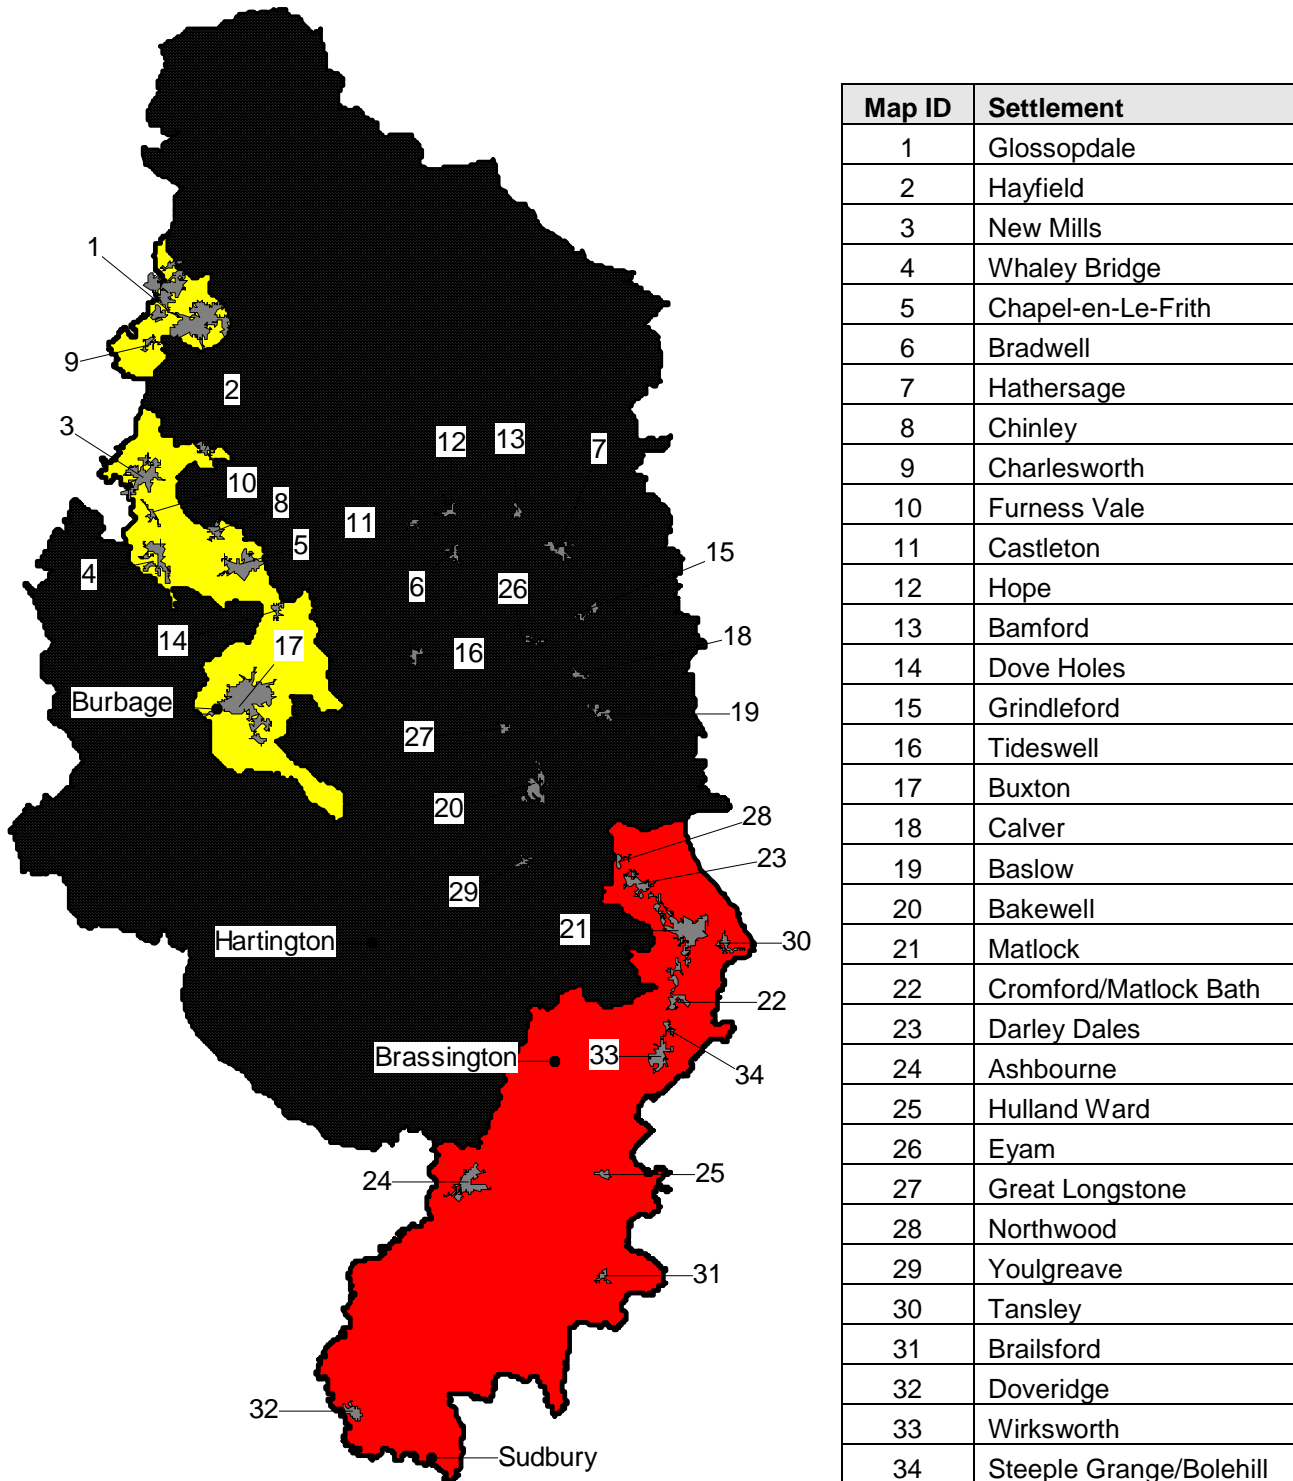 1
9
2
3
10
8
12
13
7
11
5
4
6
26
15
14
17
16
18
Burbage
27
19
20
28
23
29
21
30
Hartington
22
Brassington
33
34
24
25
31
32
Sudbury
Map ID Settlement
1 Glossopdale
2 Hayfield
3 New Mills
4 Whaley Bridge
5 Chapel-en-Le-Frith
6 Bradwell
7 Hathersage
8 Chinley
9 Charlesworth
10 Furness Vale
11 Castleton
12 Hope
13 Bamford
14 Dove Holes
15 Grindleford
16 Tideswell
17 Buxton
18 Calver
19 Baslow
20 Bakewell
21 Matlock
22 Cromford/Matlock Bath
23 Darley Dales
24 Ashbourne
25 Hulland Ward
26 Eyam
27 Great Longstone
28 Northwood
29 Youlgreave
30 Tansley
31 Brailsford
32 Doveridge
33 Wirksworth
34 Steeple Grange/Bolehill